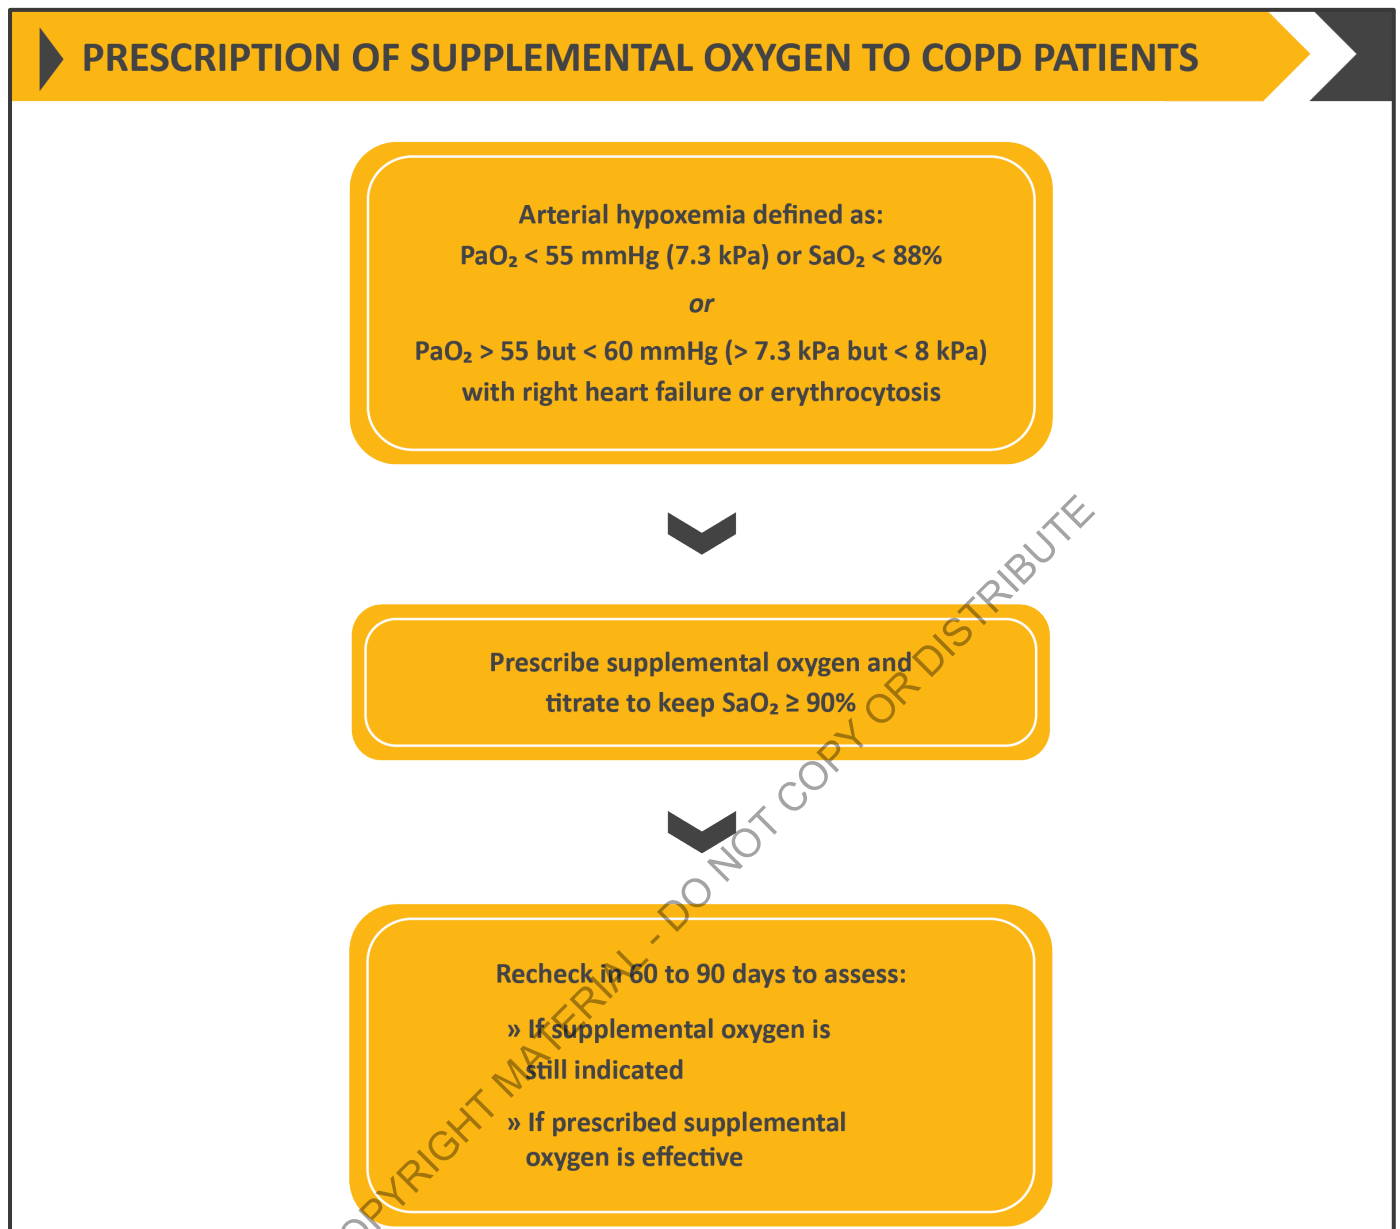 PRESCRIPTION OF SUPPLEMENTAL OXYGEN TO COPD PATIENTS
Arterial hypoxemia defined as:
PaO₂ < 55 mmHg (7.3 kPa) or SaO₂ < 88%
or
PaO₂ > 55 but < 60 mmHg (> 7.3 kPa but < 8 kPa)
with right heart failure or erythrocytosis
Prescribe supplemental oxygen and
titrate to keep SaO₂ ≥ 90%
Recheck in 60 to 90 days to assess:
» If supplemental oxygen is
still indicated
» If prescribed supplemental
oxygen is effective
OPYRIGHT MATERIAL - DO NOT COPY OR DISTRIBUTE